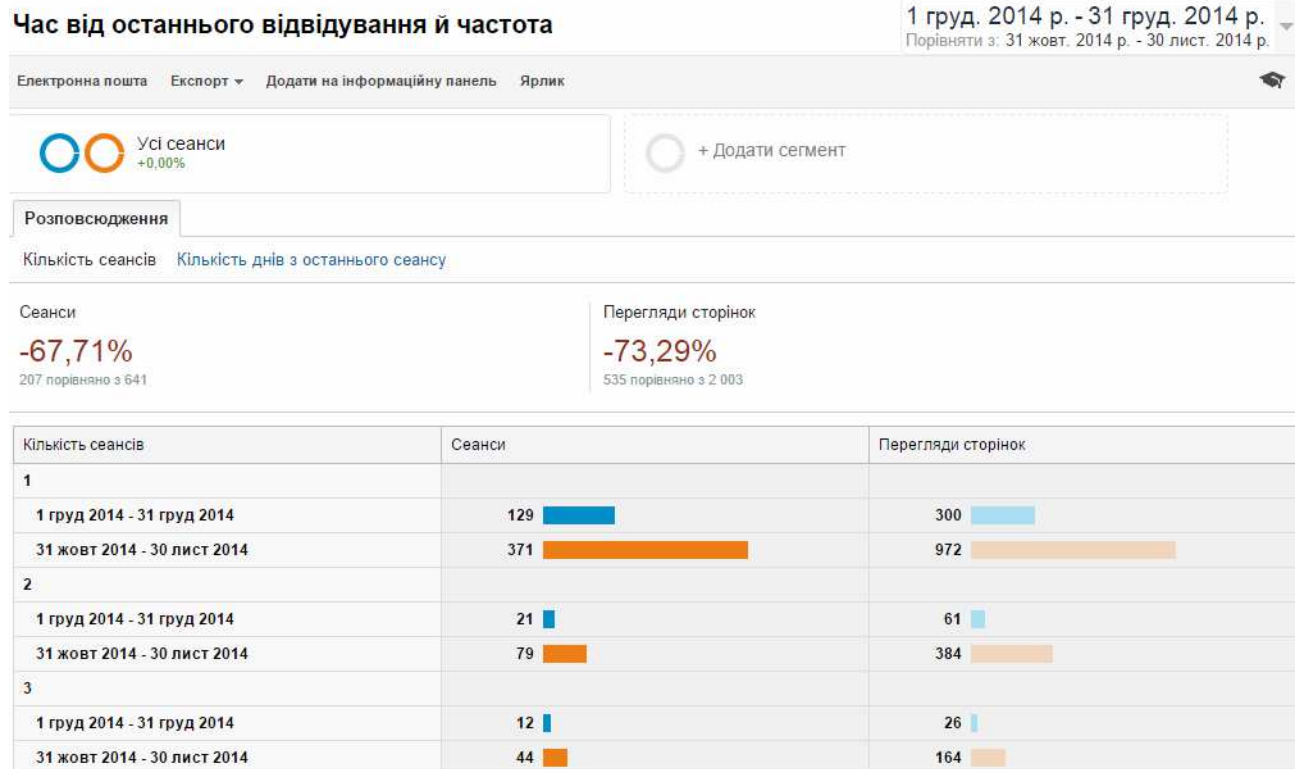 Час від останнього відвідування й частота
1 груд. 2014 р. - 31 груд. 2014 р.
Порівняти з: 31 жовт. 2014 р. - 30 лист. 2014 р.
Електронна пошта Експорт Додати на інформаційну панель Ярлик
Усі сеанси
+0,00%
+ Додати сегмент
Розповсюдження
Кількість сеансів Кількість днів з останнього сеансу
Сеанси Перегляди сторінок
-67,71% -73,29%
207 порівняно з 641 535 порівняно з 2 003
Кількість сеансів Сеанси Перегляди сторінок
1
1 груд 2014 - 31 груд 2014 129 300
31 жовт 2014 - 30 лист 2014 371 972
2
1 груд 2014 - 31 груд 2014 21 61
31 жовт 2014 - 30 лист 2014 79 384
3
1 груд 2014 - 31 груд 2014 12 26
31 жовт 2014 - 30 лист 2014 44 164